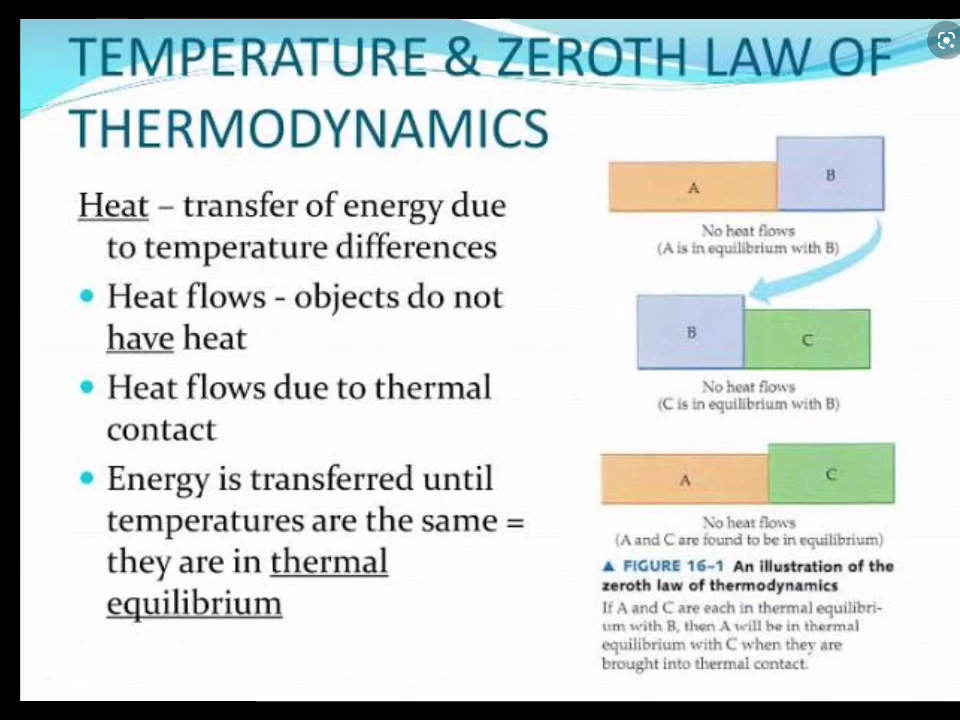 TEMPERATURE & ZEROTH LAW OF
THERMODYNAMICS
Heat – transfer of energy due
to temperature differences
• Heat flows - objects do not
have heat
• Heat flows due to thermal
contact
• Energy is transferred until
temperatures are the same =
they are in thermal
equilibrium
A
B
No heat flows
(A is in equilibrium with B)
B
C
No heat flows
(C is in equilibrium with B)
A
C
No heat flows
(A and C are found to be in equilibrium)
▲ FIGURE 16–1 An illustration of the
zeroth law of thermodynamics
If A and C are each in thermal equilibri-
um with B, then A will be in thermal
equilibrium with C when they are
brought into thermal contact.